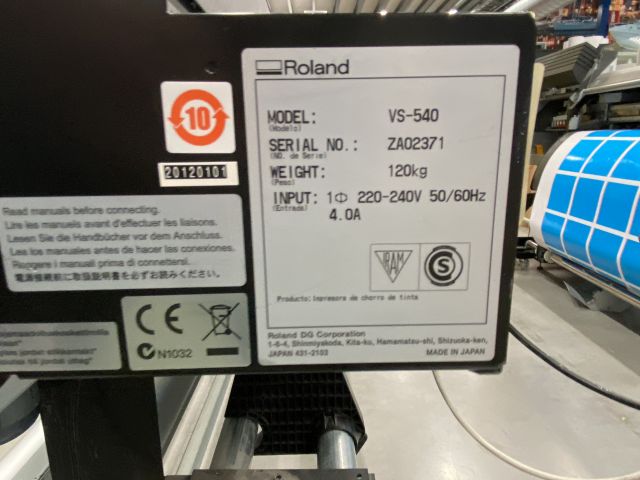 Roland
MODEL: VS-540
(Modelo)
SERIAL NO.: ZA02371
(NO. de Serie)
WEIGHT: 120kg
(Peso)
INPUT: 1Φ 220-240V 50/60Hz
(Entrada) 4.0A
IRAM
S
Producto: Impresora de chorro de tinta
Roland DG Corporation
1-6-4, Shinmiyakoda, Kita-ku, Hamamatsu-shi, Shizuoka-ken,
JAPAN 431-2103 MADE IN JAPAN
10
20120101
Read manuals before connecting.
Lire les manuels avant d'effectuer les liaisons.
Lesen Sie die Handbücher vor dem Anschluss.
Lea los manuales antes de hacer las conexiones.
Leggere i manuali prima di connettersi.
電源接続前に取扱説明書を必ずお読みください。
CE
N1032